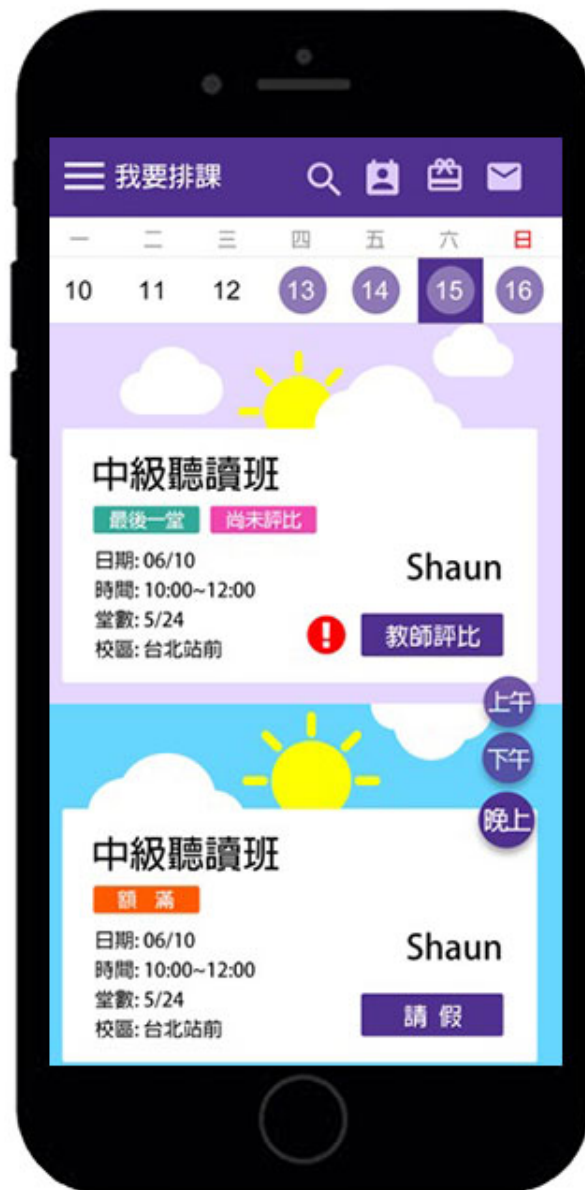 我要排課
一 二 三 四 五 六 日
10 11 12 13 14 15 16
中級聽讀班
最後一堂 尚未評比
日期: 06/10
時間: 10:00~12:00
堂數: 5/24
校區: 台北站前
Shaun
教師評比
上午
下午
晚上
中級聽讀班
額 滿
日期: 06/10
時間: 10:00~12:00
堂數: 5/24
校區: 台北站前
Shaun
請 假